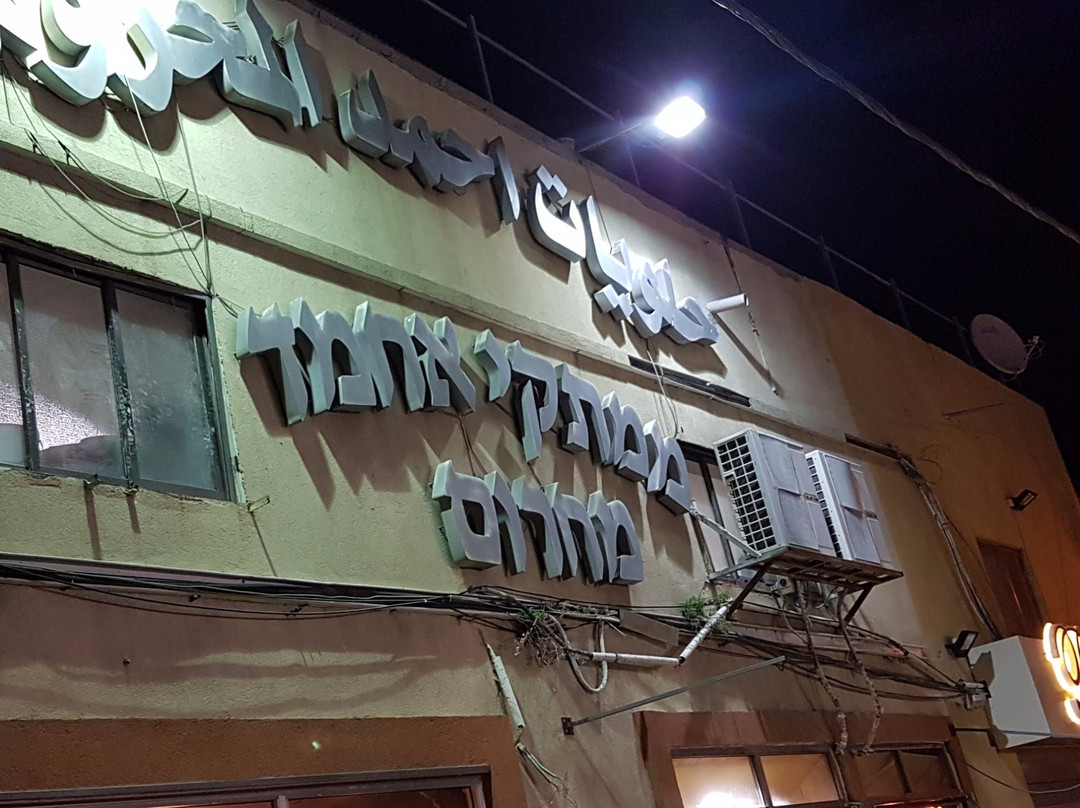 حلويات احمد
ממתקי אחמד
מחרום